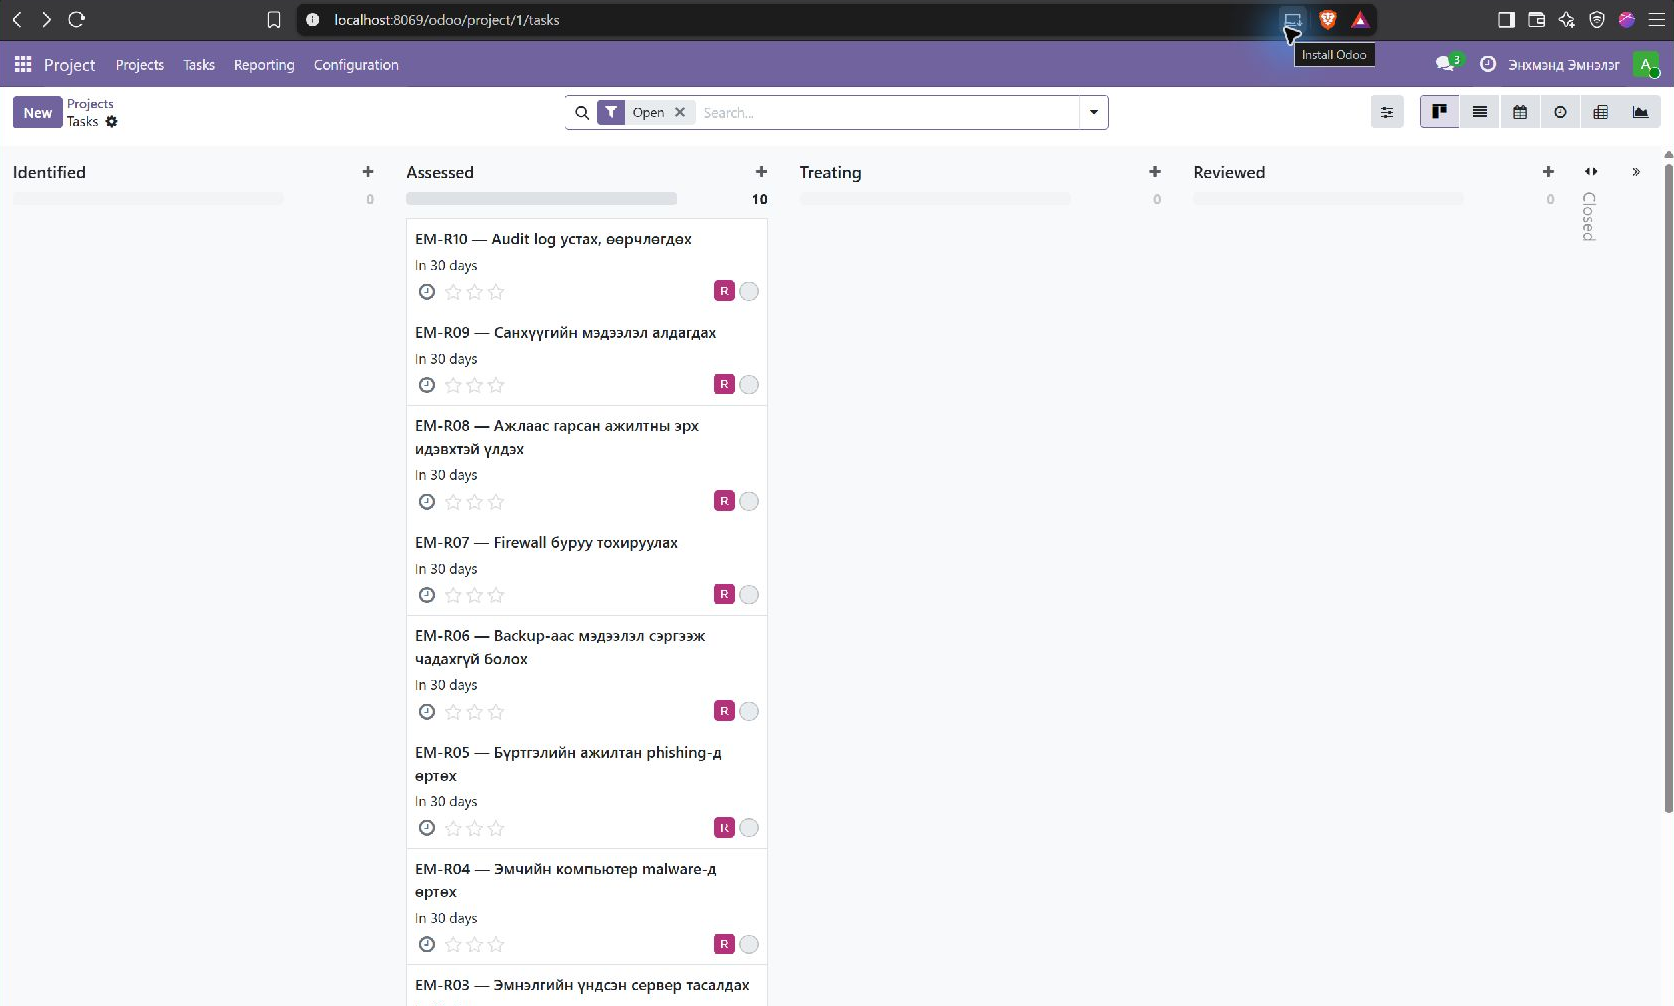 localhost:8069/odoo/project/1/tasks
Install Odoo
Project
Projects
Tasks
Reporting
Configuration
3
Энхмэнд Эмнэлэг
A
New
Projects
Tasks
Open
Search...
Identified
0
Assessed
10
Treating
0
Reviewed
0
Closed
EM-R10 — Audit log устах, өөрчлөгдөх
In 30 days
R
EM-R09 — Санхүүгийн мэдээлэл алдагдах
In 30 days
R
EM-R08 — Ажлаас гарсан ажилтны эрх
идэвхтэй үлдэх
In 30 days
R
EM-R07 — Firewall буруу тохируулах
In 30 days
R
EM-R06 — Backup-аас мэдээлэл сэргээж
чадахгүй болох
In 30 days
R
EM-R05 — Бүртгэлийн ажилтан phishing-д
өртөх
In 30 days
R
EM-R04 — Эмчийн компьютер malware-д
өртөх
In 30 days
R
EM-R03 — Эмнэлгийн үндсэн сервер тасалдах